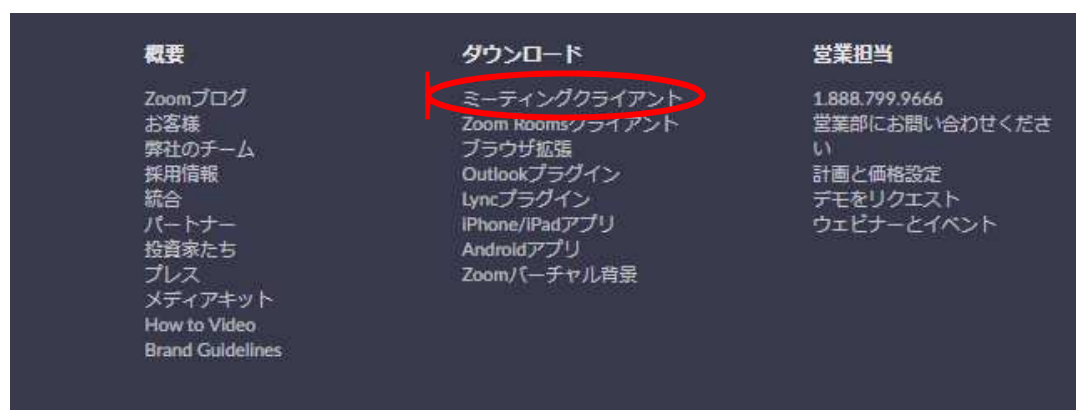 概要
Zoomブログ
お客様
弊社のチーム
採用情報
統合
パートナー
投資家たち
プレス
メディアキット
How to Video
Brand Guidelines
ダウンロード
ミーティングクライアント
Zoom Roomsクライアント
ブラウザ拡張
Outlookプラグイン
Lyncプラグイン
iPhone/iPadアプリ
Androidアプリ
Zoomバーチャル背景
営業担当
1.888.799.9666
営業部にお問い合わせくださ
い
計画と価格設定
デモをリクエスト
ウェビナーとイベント